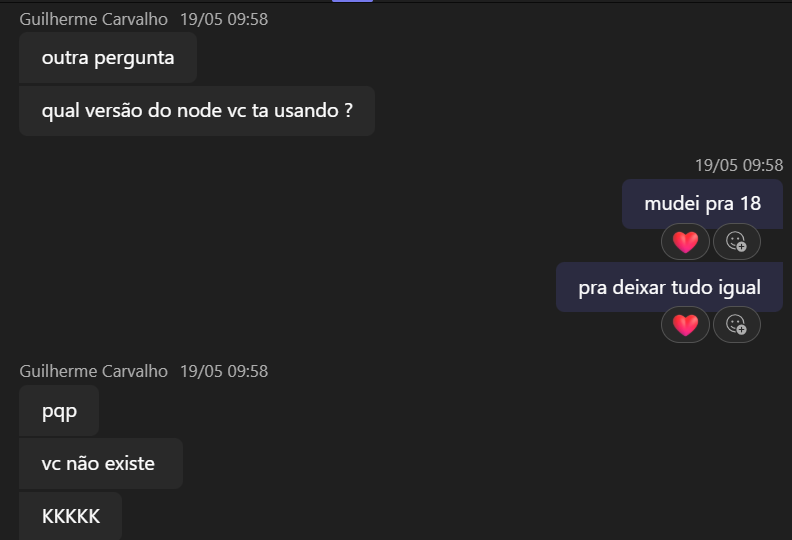 Guilherme Carvalho 19/05 09:58
outra pergunta
qual versão do node vc ta usando ?
19/05 09:58
mudei pra 18
pra deixar tudo igual
Guilherme Carvalho 19/05 09:58
pqp
vc não existe
KKKKK